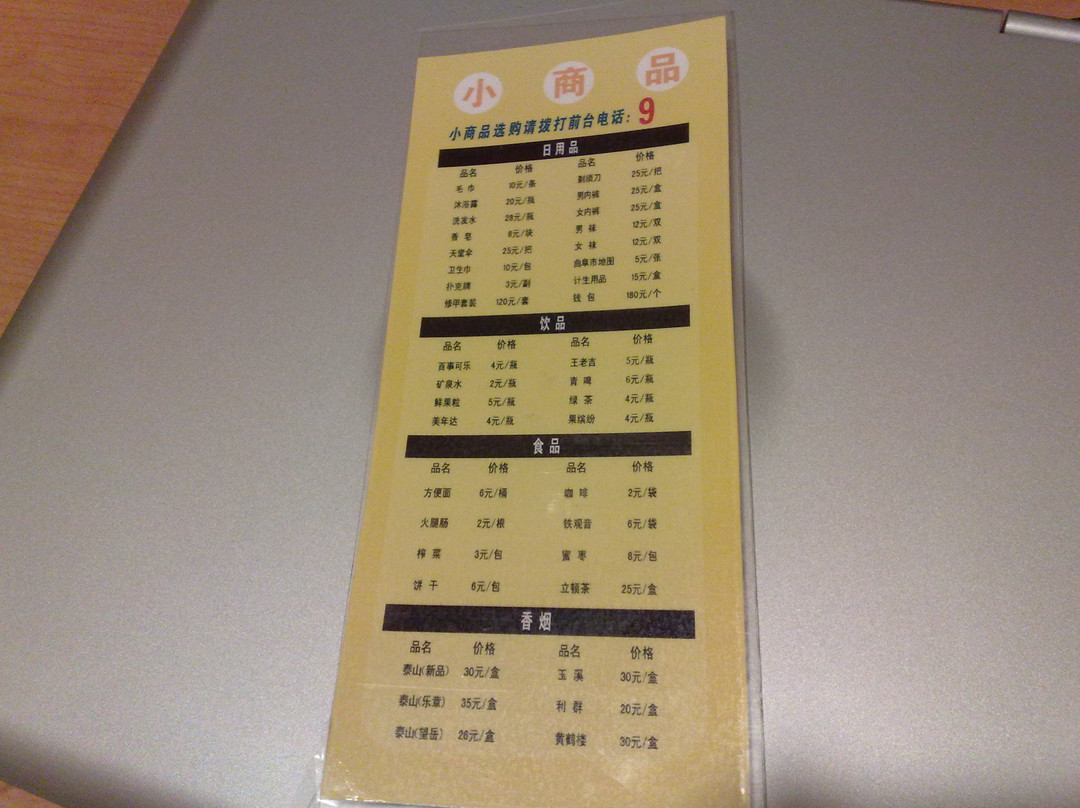 小商品
小商品选购请拨打前台电话：9
日用品
品名 价格 品名 价格
毛巾 10元/条 剃须刀 25元/把
沐浴露 20元/瓶 男内裤 25元/盒
洗发水 28元/瓶 女内裤 25元/盒
香皂 8元/块 男袜 12元/双
天堂伞 25元/把 女袜 12元/双
卫生巾 10元/包 曲阜市地图 5元/张
扑克牌 3元/副 计生用品 15元/盒
修甲套装 120元/套 钱包 180元/个
饮品
品名 价格 品名 价格
百事可乐 4元/瓶 王老吉 5元/瓶
矿泉水 2元/瓶 青啤 6元/瓶
鲜果粒 5元/瓶 绿茶 4元/瓶
美年达 4元/瓶 果缤纷 4元/瓶
食品
品名 价格 品名 价格
方便面 6元/桶 咖啡 2元/袋
火腿肠 2元/根 铁观音 6元/袋
榨菜 3元/包 蜜枣 8元/包
饼干 6元/包 立顿茶 25元/盒
香烟
品名 价格 品名 价格
泰山(新品) 30元/盒 玉溪 30元/盒
泰山(乐章) 35元/盒 利群 20元/盒
泰山(望岳) 26元/盒 黄鹤楼 30元/盒